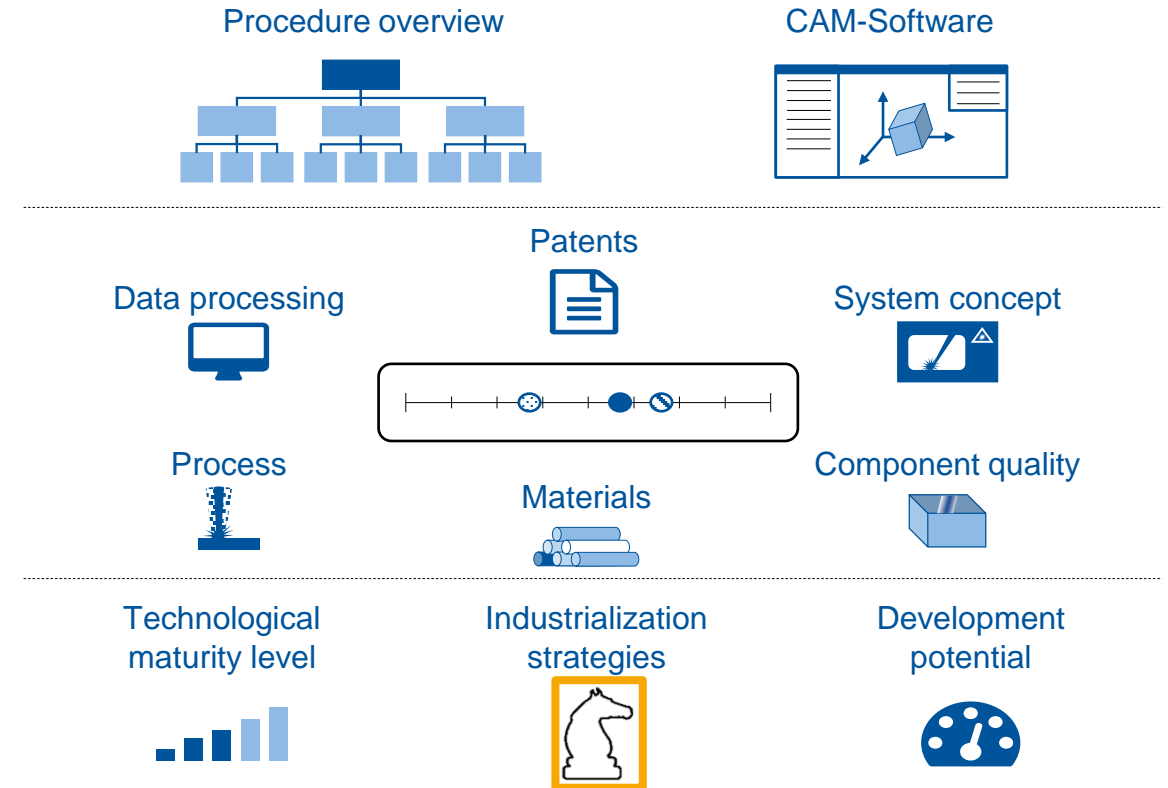 Procedure overview
CAM-Software
Patents
Data processing
System concept
Process
Component quality
Materials
Technological
maturity level
Industrialization
strategies
Development
potential